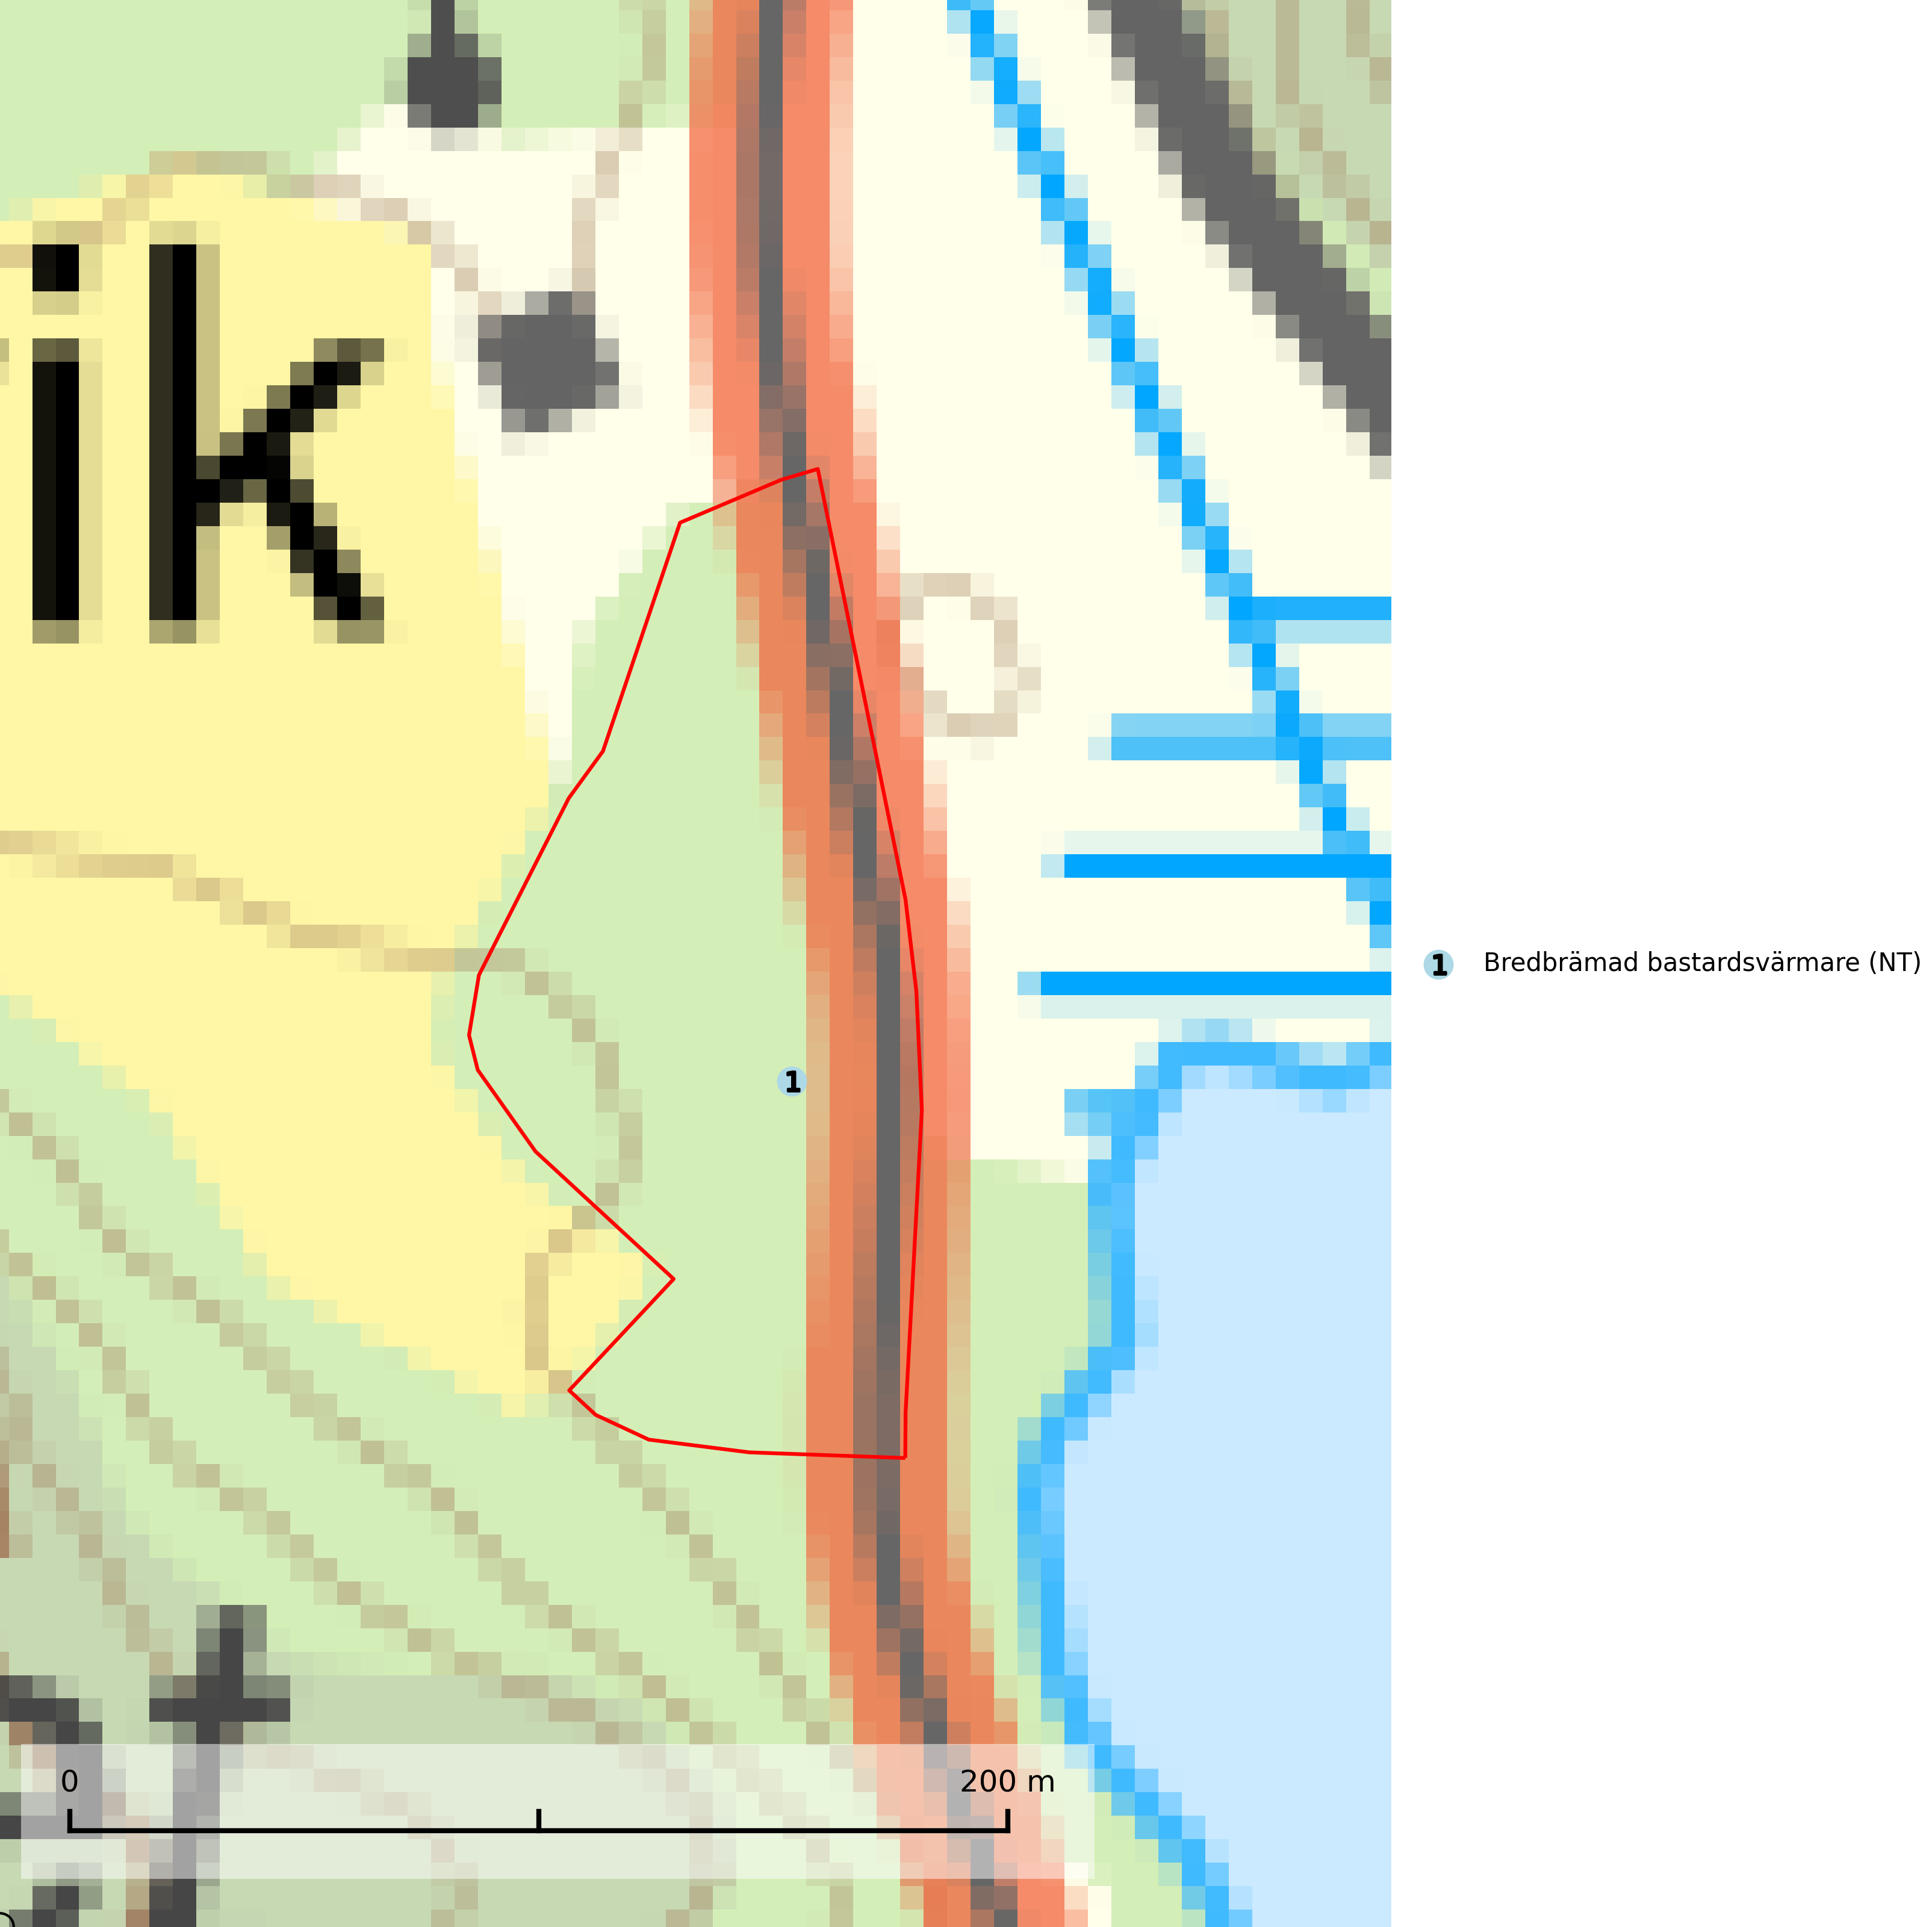 ik
1 Bredbrämad bastardsvärmare (NT)
1
0 200 m